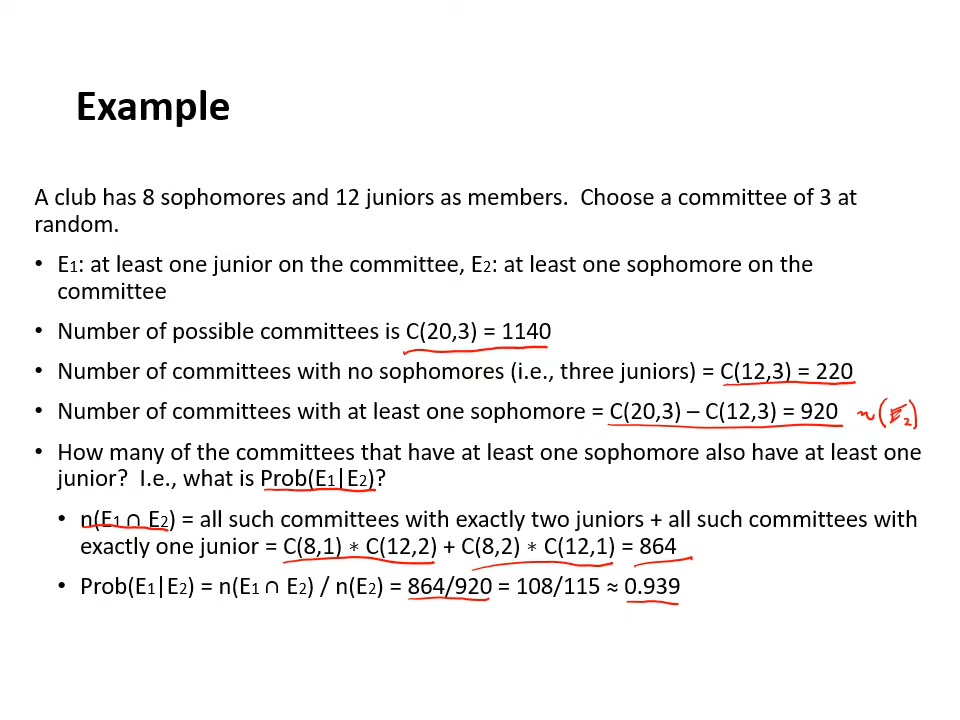 Example
A club has 8 sophomores and 12 juniors as members.  Choose a committee of 3 at
random.
• E1: at least one junior on the committee, E2: at least one sophomore on the
committee
• Number of possible committees is C(20,3) = 1140
• Number of committees with no sophomores (i.e., three juniors) = C(12,3) = 220
• Number of committees with at least one sophomore = C(20,3) – C(12,3) = 920 n(E2)
• How many of the committees that have at least one sophomore also have at least one
junior?  I.e., what is Prob(E1|E2)?
• n(E1 ∩ E2) = all such committees with exactly two juniors + all such committees with
exactly one junior = C(8,1) ∗ C(12,2) + C(8,2) ∗ C(12,1) = 864
• Prob(E1|E2) = n(E1 ∩ E2) / n(E2) = 864/920 = 108/115 ≈ 0.939